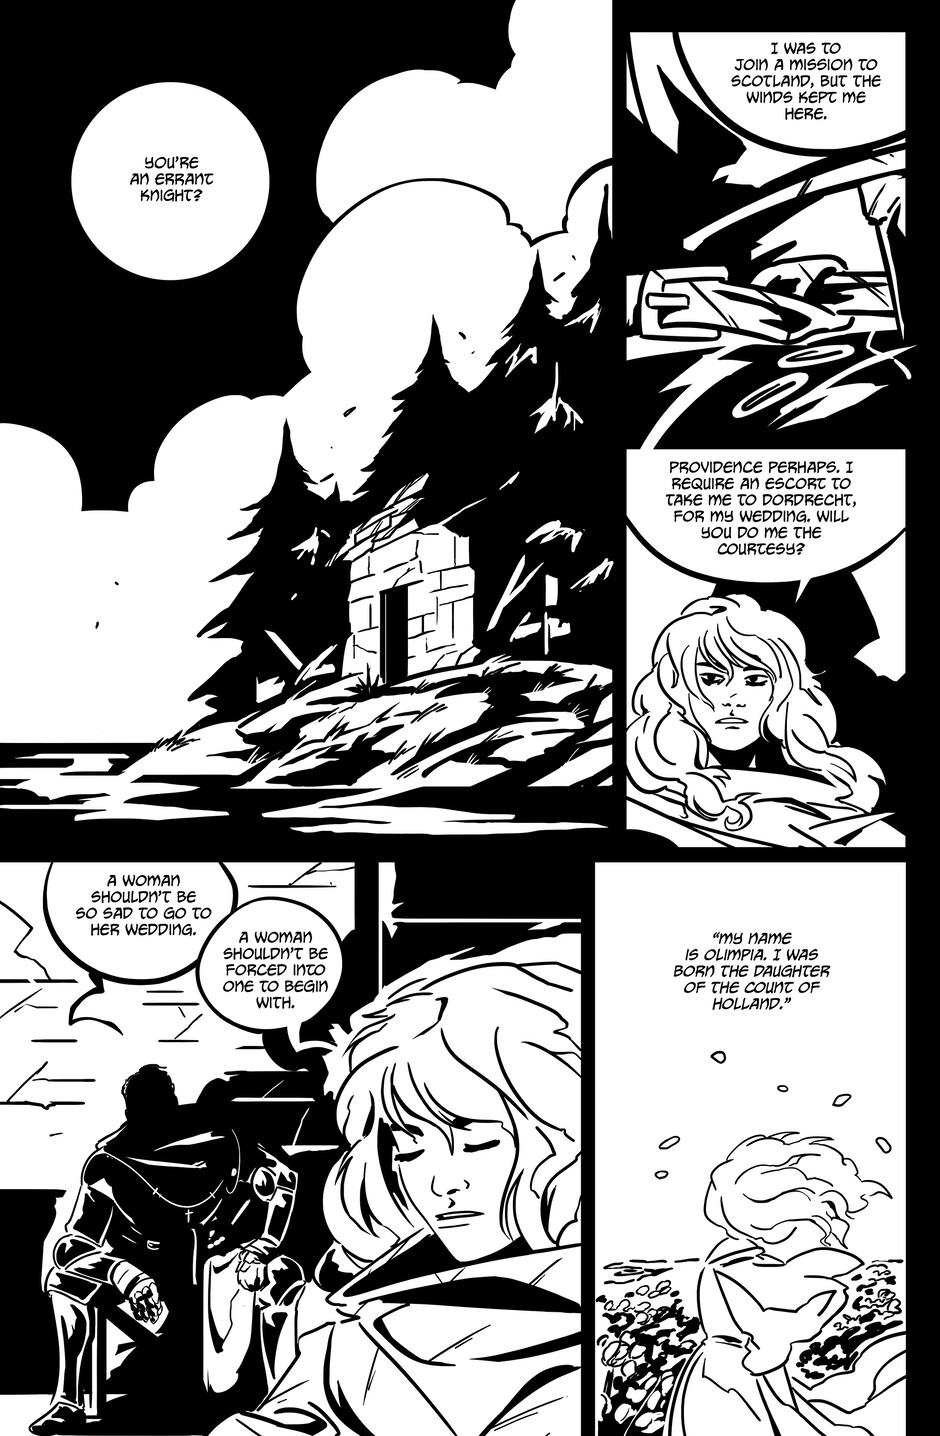 YOU'RE
AN ERRANT
KNIGHT?
I WAS TO
JOIN A MISSION TO
SCOTLAND, BUT THE
WINDS KEPT ME
HERE.
PROVIDENCE PERHAPS. I
REQUIRE AN ESCORT TO
TAKE ME TO DORDRECHT,
FOR MY WEDDING. WILL
YOU DO ME THE
COURTESY?
A WOMAN
SHOULDN'T BE
SO SAD TO GO TO
HER WEDDING.
A WOMAN
SHOULDN'T BE
FORCED INTO
ONE TO BEGIN
WITH.
"MY NAME
IS OLIMPIA. I WAS
BORN THE DAUGHTER
OF THE COUNT OF
HOLLAND."